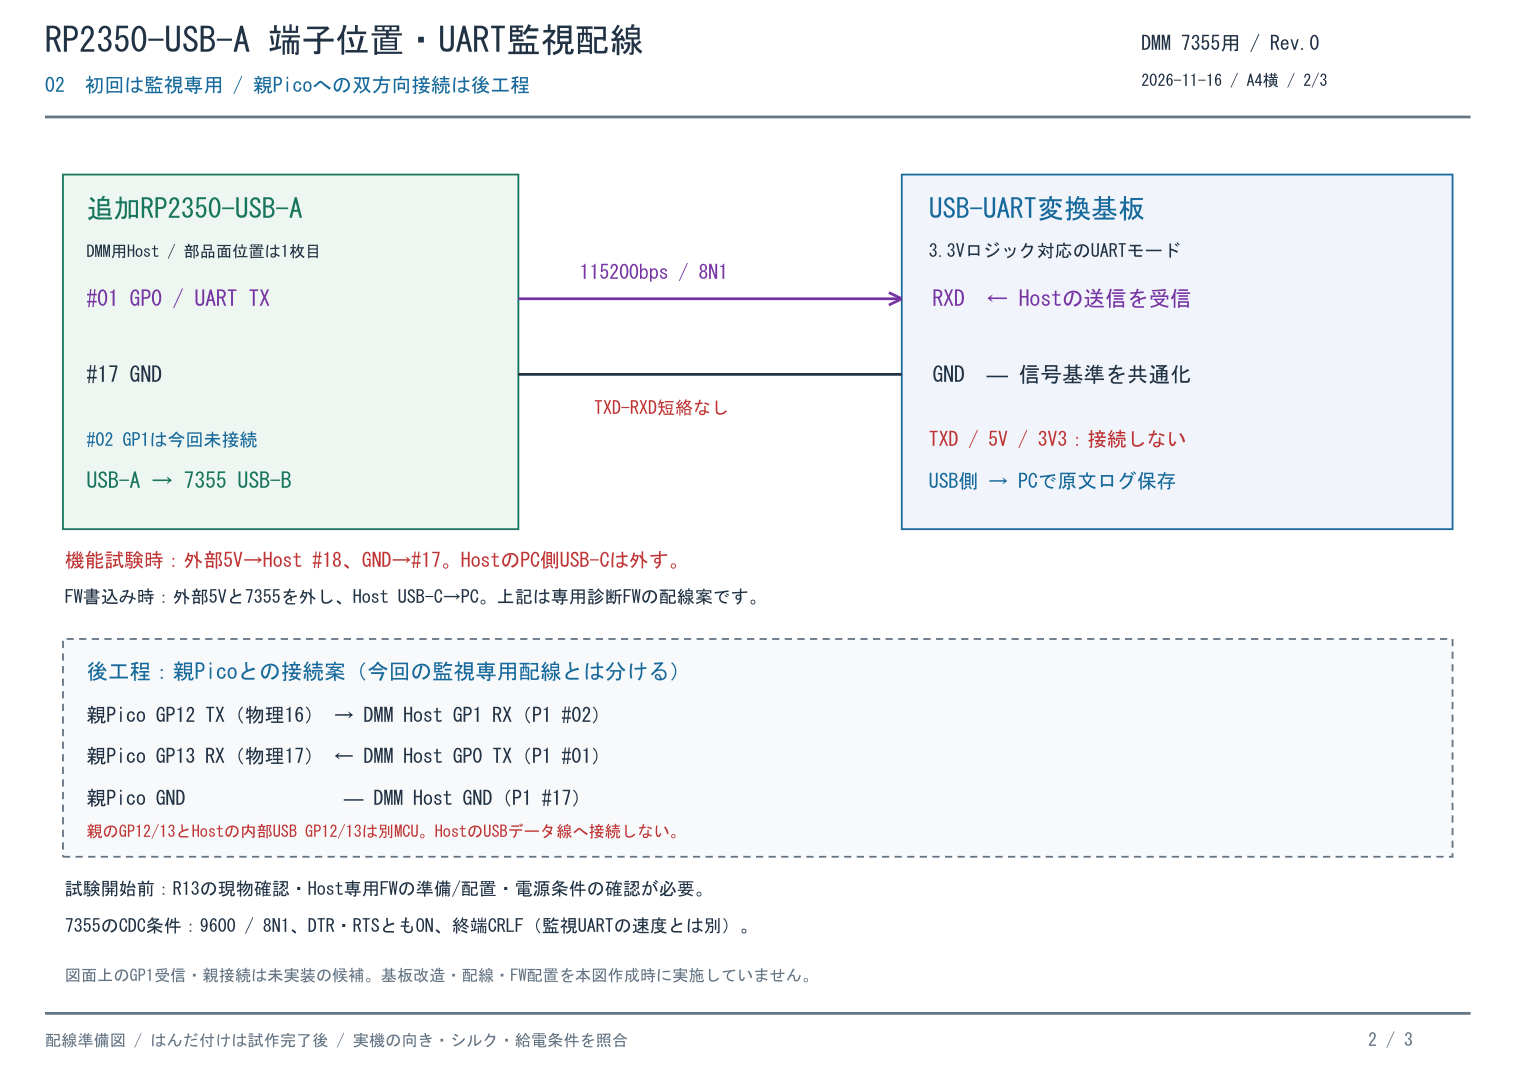 RP2350-USB-A 端子位置・UART監視配線
DMM 7355用 / Rev.0
02 初回は監視専用 / 親Picoへの双方向接続は後工程
2026-11-16 / A4横 / 2/3
追加RP2350-USB-A
DMM用Host / 部品面位置は1枚目
#01 GP0 / UART TX
#17 GND
#02 GP1は今回未接続
USB-A → 7355 USB-B
115200bps / 8N1
TXD-RXD短絡なし
USB-UART変換基板
3.3Vロジック対応のUARTモード
RXD ← Hostの送信を受信
GND — 信号基準を共通化
TXD / 5V / 3V3：接続しない
USB側 → PCで原文ログ保存
機能試験時：外部5V→Host #18、GND→#17。HostのPC側USB-Cは外す。
FW書込み時：外部5Vと7355を外し、Host USB-C→PC。上記は専用診断FWの配線案です。
後工程：親Picoとの接続案（今回の監視専用配線とは分ける）
親Pico GP12 TX（物理16） → DMM Host GP1 RX（P1 #02）
親Pico GP13 RX（物理17） ← DMM Host GP0 TX（P1 #01）
親Pico GND — DMM Host GND（P1 #17）
親のGP12/13とHostの内部USB GP12/13は別MCU。HostのUSBデータ線へ接続しない。
試験開始前：R13の現物確認・Host専用FWの準備/配置・電源条件の確認が必要。
7355のCDC条件：9600 / 8N1、DTR・RTSともON、終端CRLF（監視UARTの速度とは別）。
図面上のGP1受信・親接続は未実装の候補。基板改造・配線・FW配置を本図作成時に実施していません。
配線準備図 / はんだ付けは試作完了後 / 実機の向き・シルク・給電条件を照合
2 / 3